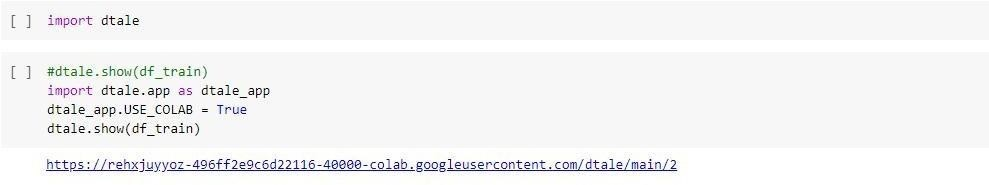 [ ] import dtale
[ ] #dtale.show(df_train)
import dtale.app as dtale_app
dtale_app.USE_COLAB = True
dtale.show(df_train)
https://rehxjuyyoz-496ff2e9c6d22116-40000-colab.googleusercontent.com/dtale/main/2